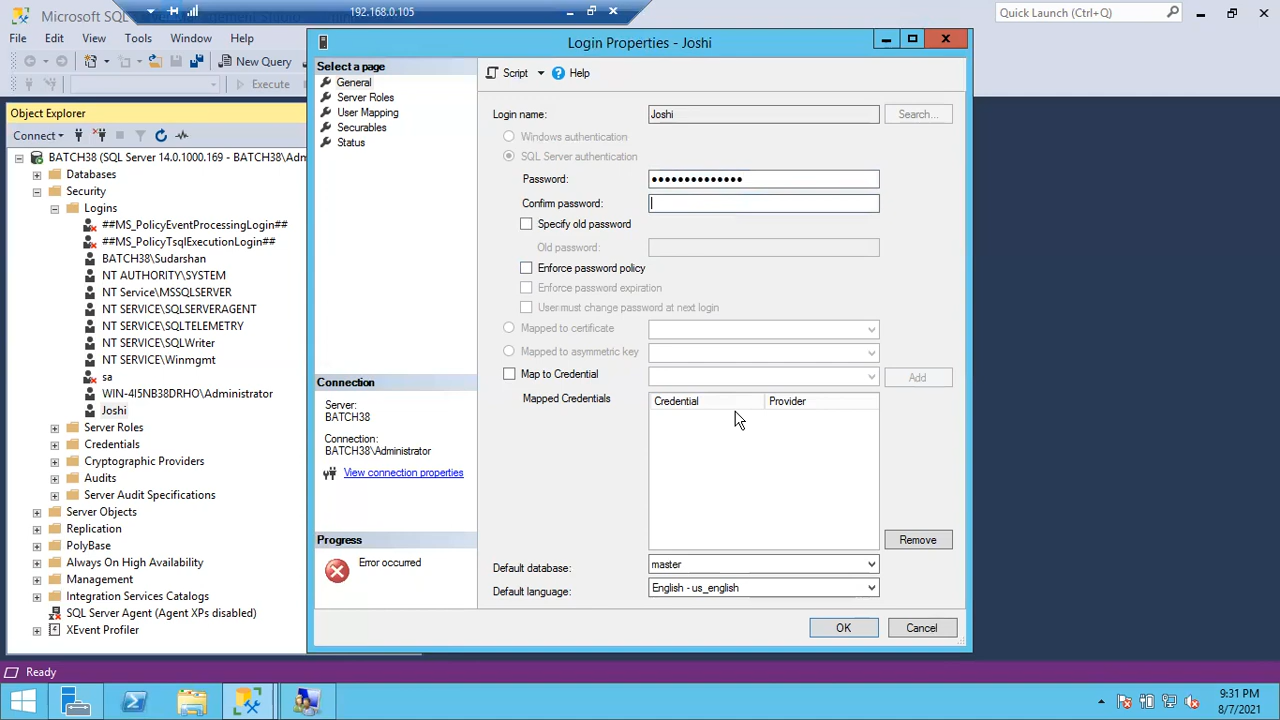 192.168.0.105
Microsoft SQL Server Management Studio
Quick Launch (Ctrl+Q)
File Edit View Tools Window Help
New Query
Execute
Object Explorer
Connect
BATCH38 (SQL Server 14.0.1000.169 - BATCH38\Adm
Databases
Security
Logins
##MS_PolicyEventProcessingLogin##
##MS_PolicyTsqlExecutionLogin##
BATCH38\Sudarshan
NT AUTHORITY\SYSTEM
NT Service\MSSQLSERVER
NT SERVICE\SQLSERVERAGENT
NT SERVICE\SQLTELEMETRY
NT SERVICE\SQLWriter
NT SERVICE\Winmgmt
sa
WIN-4I5NB38DRHO\Administrator
Joshi
Server Roles
Credentials
Cryptographic Providers
Audits
Server Audit Specifications
Server Objects
Replication
PolyBase
Always On High Availability
Management
Integration Services Catalogs
SQL Server Agent (Agent XPs disabled)
XEvent Profiler
Login Properties - Joshi
Select a page
General
Server Roles
User Mapping
Securables
Status
Connection
Server:
BATCH38
Connection:
BATCH38\Administrator
View connection properties
Progress
Error occurred
Script Help
Login name: Joshi Search...
Windows authentication
SQL Server authentication
Password: ••••••••••••••
Confirm password:
Specify old password
Old password:
Enforce password policy
Enforce password expiration
User must change password at next login
Mapped to certificate
Mapped to asymmetric key
Map to Credential Add
Mapped Credentials Credential Provider
Remove
Default database: master
Default language: English - us_english
OK Cancel
Ready
9:31 PM
8/7/2021